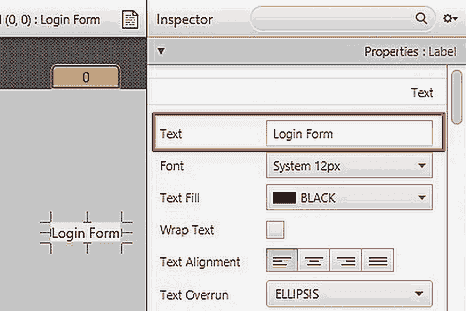 (0, 0) : Login Form
Inspector
Properties : Label
0
Text
Text Login Form
Font System 12px
Text Fill BLACK
Login Form
Wrap Text
Text Alignment
Text Overrun ELLIPSIS